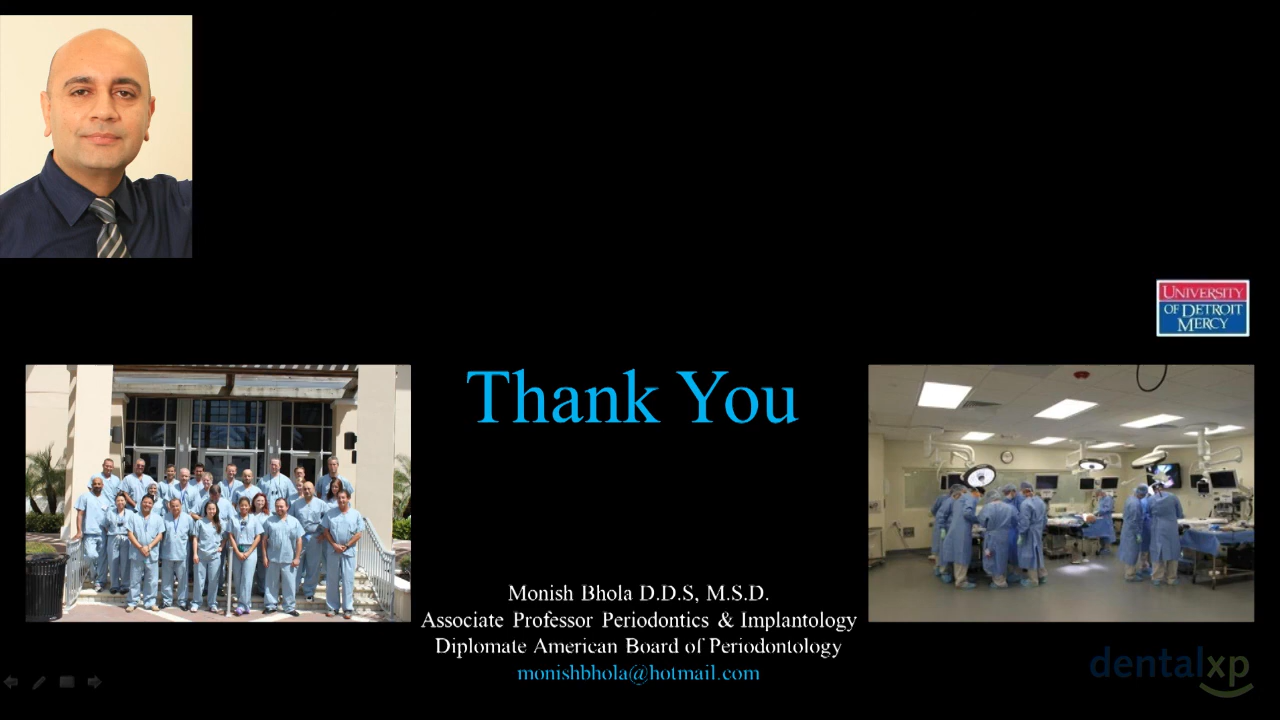 UNIVERSITY
OF DETROIT
MERCY
Thank You
Monish Bhola D.D.S, M.S.D.
Associate Professor Periodontics & Implantology
Diplomate American Board of Periodontology
monishbhola@hotmail.com
dentalxp